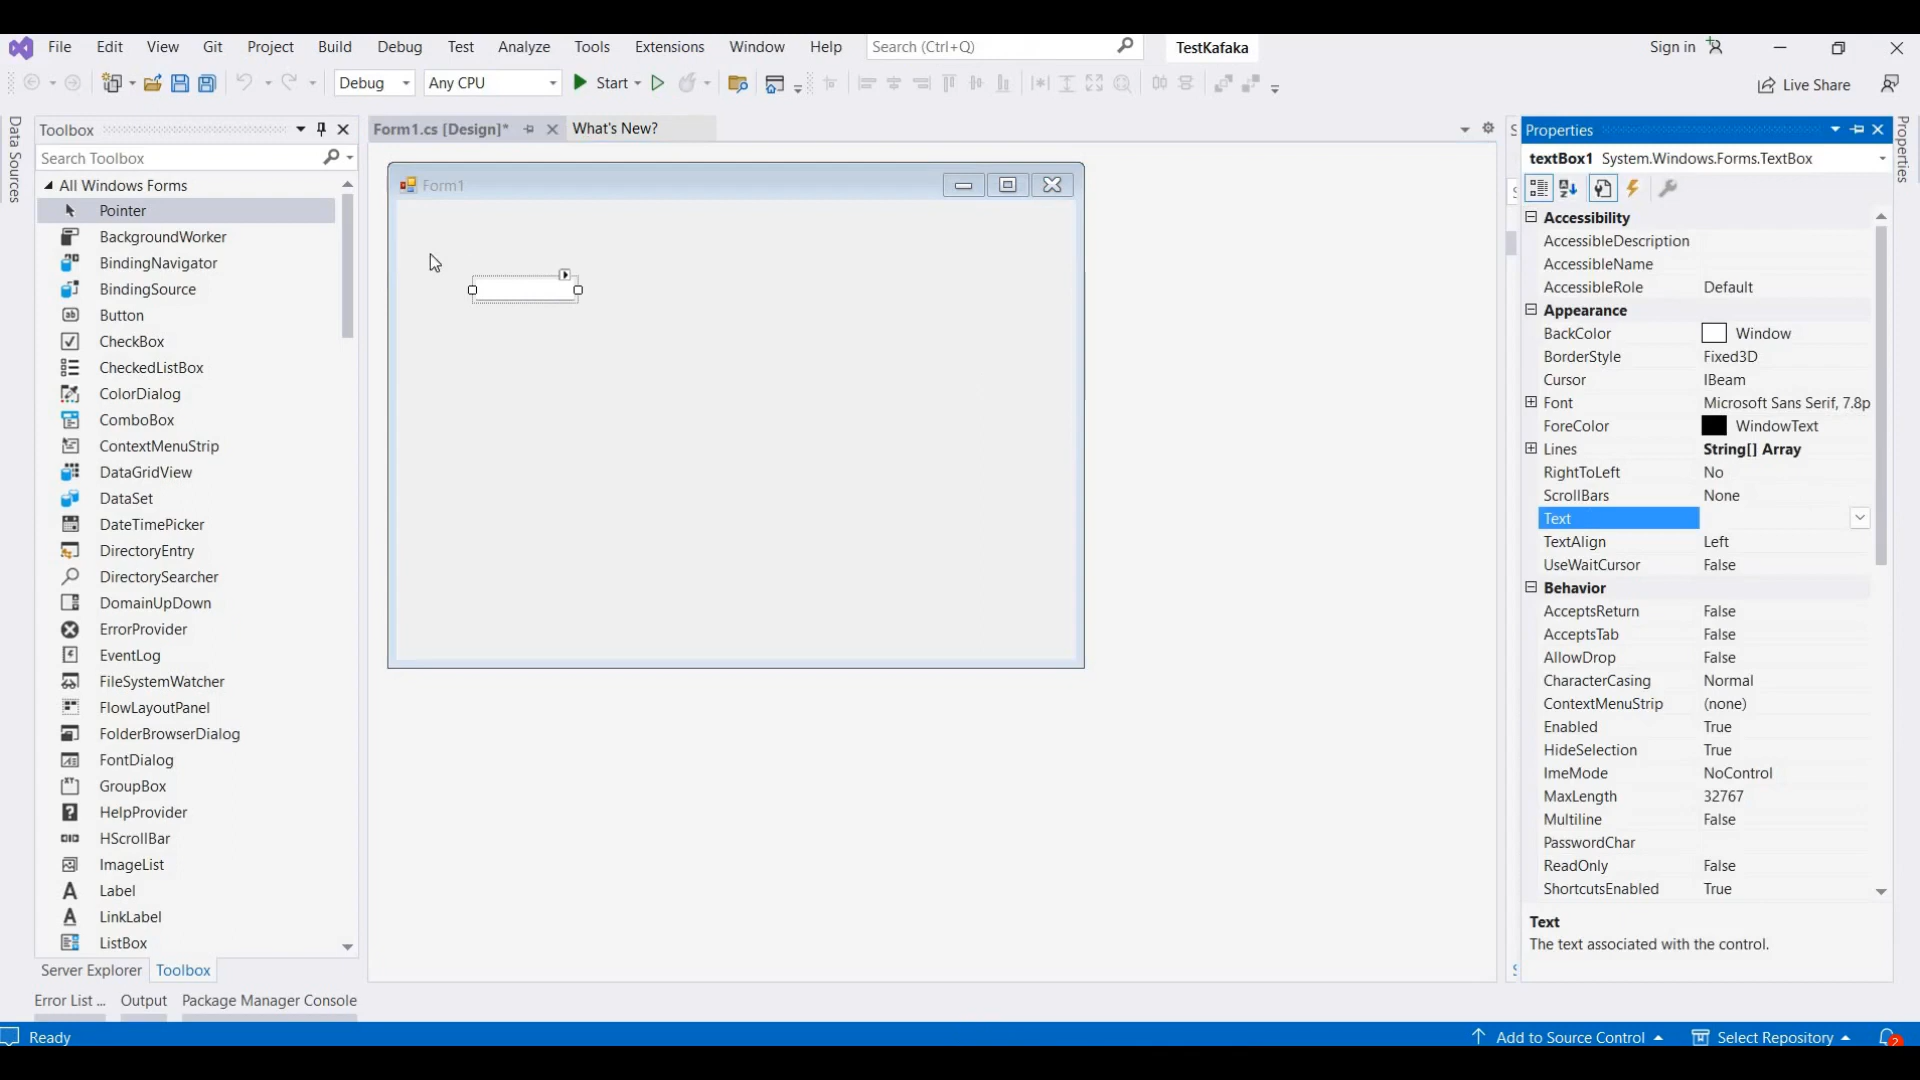 File Edit View Git Project Build Debug Test Analyze Tools Extensions Window Help Search (Ctrl+Q) TestKafaka Sign in
Debug Any CPU Start Live Share
Data Sources
Toolbox
Search Toolbox
All Windows Forms
Pointer
BackgroundWorker
BindingNavigator
BindingSource
Button
CheckBox
CheckedListBox
ColorDialog
ComboBox
ContextMenuStrip
DataGridView
DataSet
DateTimePicker
DirectoryEntry
DirectorySearcher
DomainUpDown
ErrorProvider
EventLog
FileSystemWatcher
FlowLayoutPanel
FolderBrowserDialog
FontDialog
GroupBox
HelpProvider
HScrollBar
ImageList
Label
LinkLabel
ListBox
Server Explorer Toolbox
Form1.cs [Design]* What's New?
Form1
Properties
textBox1 System.Windows.Forms.TextBox
Accessibility
AccessibleDescription
AccessibleName
AccessibleRole Default
Appearance
BackColor Window
BorderStyle Fixed3D
Cursor IBeam
Font Microsoft Sans Serif, 7.8p
ForeColor WindowText
Lines String[] Array
RightToLeft No
ScrollBars None
Text
TextAlign Left
UseWaitCursor False
Behavior
AcceptsReturn False
AcceptsTab False
AllowDrop False
CharacterCasing Normal
ContextMenuStrip (none)
Enabled True
HideSelection True
ImeMode NoControl
MaxLength 32767
Multiline False
PasswordChar
ReadOnly False
ShortcutsEnabled True
Text
The text associated with the control.
Properties
Error List ... Output Package Manager Console
Ready Add to Source Control Select Repository 2